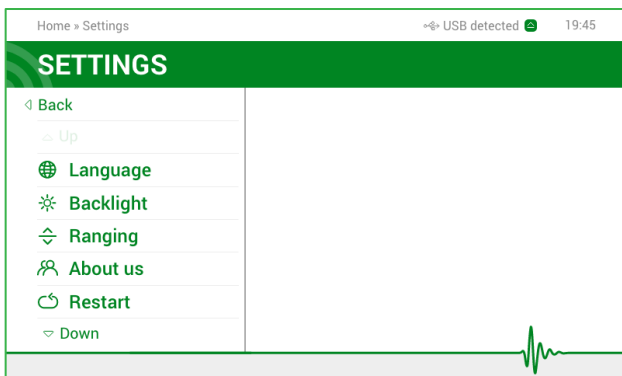 Home » Settings
USB detected
19:45
SETTINGS
Back
Up
Language
Backlight
Ranging
About us
Restart
Down